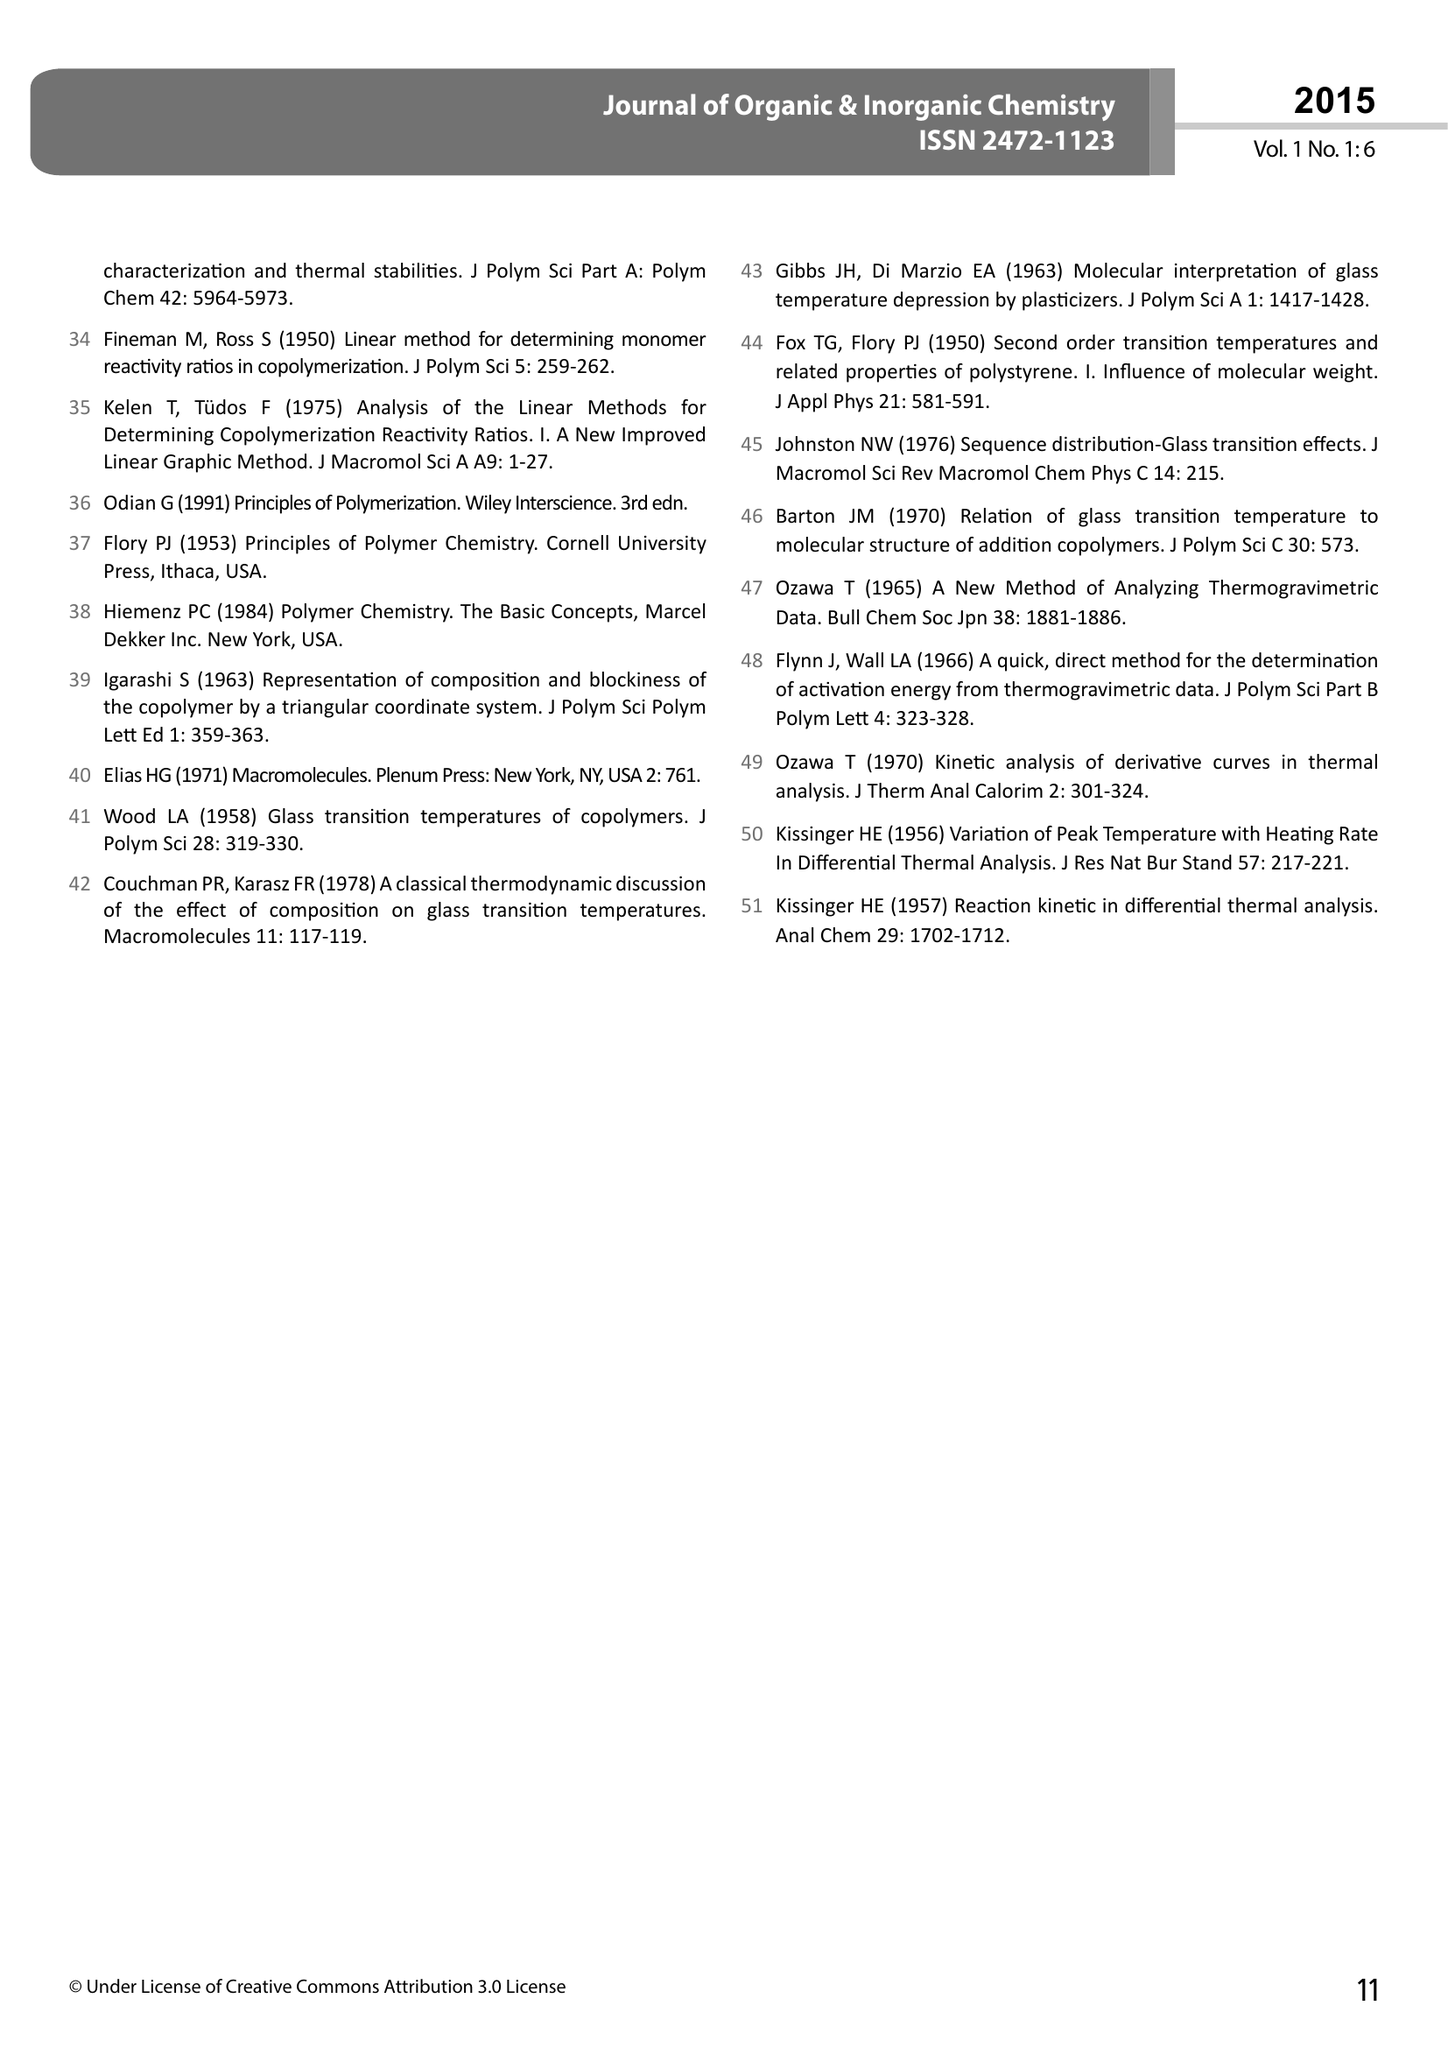 Journal of Organic & Inorganic Chemistry
ISSN 2472-1123
2015
Vol. 1 No. 1: 6
characterization and thermal stabilities. J Polym Sci Part A: Polym
Chem 42: 5964-5973.
34 Fineman M, Ross S (1950) Linear method for determining monomer
reactivity ratios in copolymerization. J Polym Sci 5: 259-262.
35 Kelen T, Tüdos F (1975) Analysis of the Linear Methods for
Determining Copolymerization Reactivity Ratios. I. A New Improved
Linear Graphic Method. J Macromol Sci A A9: 1-27.
36 Odian G (1991) Principles of Polymerization. Wiley Interscience. 3rd edn.
37 Flory PJ (1953) Principles of Polymer Chemistry. Cornell University
Press, Ithaca, USA.
38 Hiemenz PC (1984) Polymer Chemistry. The Basic Concepts, Marcel
Dekker Inc. New York, USA.
39 Igarashi S (1963) Representation of composition and blockiness of
the copolymer by a triangular coordinate system. J Polym Sci Polym
Lett Ed 1: 359-363.
40 Elias HG (1971) Macromolecules. Plenum Press: New York, NY, USA 2: 761.
41 Wood LA (1958) Glass transition temperatures of copolymers. J
Polym Sci 28: 319-330.
42 Couchman PR, Karasz FR (1978) A classical thermodynamic discussion
of the effect of composition on glass transition temperatures.
Macromolecules 11: 117-119.
43 Gibbs JH, Di Marzio EA (1963) Molecular interpretation of glass
temperature depression by plasticizers. J Polym Sci A 1: 1417-1428.
44 Fox TG, Flory PJ (1950) Second order transition temperatures and
related properties of polystyrene. I. Influence of molecular weight.
J Appl Phys 21: 581-591.
45 Johnston NW (1976) Sequence distribution-Glass transition effects. J
Macromol Sci Rev Macromol Chem Phys C 14: 215.
46 Barton JM (1970) Relation of glass transition temperature to
molecular structure of addition copolymers. J Polym Sci C 30: 573.
47 Ozawa T (1965) A New Method of Analyzing Thermogravimetric
Data. Bull Chem Soc Jpn 38: 1881-1886.
48 Flynn J, Wall LA (1966) A quick, direct method for the determination
of activation energy from thermogravimetric data. J Polym Sci Part B
Polym Lett 4: 323-328.
49 Ozawa T (1970) Kinetic analysis of derivative curves in thermal
analysis. J Therm Anal Calorim 2: 301-324.
50 Kissinger HE (1956) Variation of Peak Temperature with Heating Rate
In Differential Thermal Analysis. J Res Nat Bur Stand 57: 217-221.
51 Kissinger HE (1957) Reaction kinetic in differential thermal analysis.
Anal Chem 29: 1702-1712.
© Under License of Creative Commons Attribution 3.0 License
11